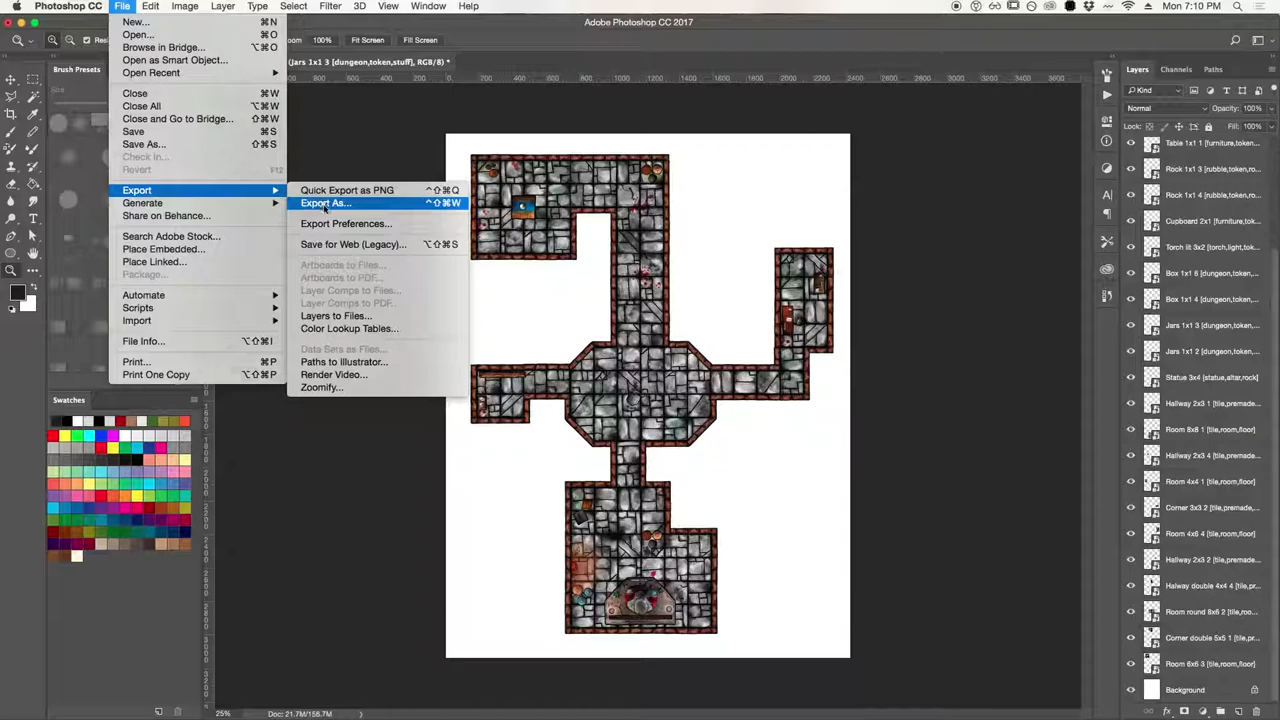 Photoshop CC File Edit Image Layer Type Select Filter 3D View Window Help
Mon 7:10 PM
Adobe Photoshop CC 2017
100% Fit Screen Fill Screen
(Jars 1x1 3 [dungeon,token,stuff], RGB/8) *
Brush Presets
Size
New... ⌘N
Open... ⌘O
Browse in Bridge... ⌥⌘O
Open as Smart Object...
Open Recent
Close ⌘W
Close All ⌥⌘W
Close and Go to Bridge... ⇧⌘W
Save ⌘S
Save As... ⇧⌘S
Check In...
Revert F12
Export
Generate
Share on Behance...
Search Adobe Stock...
Place Embedded...
Place Linked...
Package...
Automate
Scripts
Import
File Info... ⌥⇧⌘I
Print... ⌘P
Print One Copy ⌥⇧⌘P
Quick Export as PNG ^⇧⌘Q
Export As... ^⇧⌘W
Export Preferences...
Save for Web (Legacy)... ⌥⇧⌘S
Artboards to Files...
Artboards to PDF...
Layer Comps to Files...
Layer Comps to PDF...
Layers to Files...
Color Lookup Tables...
Data Sets as Files...
Paths to Illustrator...
Render Video...
Zoomify...
Swatches
Layers Channels Paths
Kind
Normal Opacity: 100%
Lock: Fill: 100%
Table 1x1 1 [furniture,token,...
Rock 1x1 1 [rubble,token,ro...
Rock 1x1 3 [rubble,token,ro...
Cupboard 2x1 [furniture,tok...
Torch lit 3x2 [torch,light,tok...
Box 1x1 6 [dungeon,token,...
Box 1x1 4 [dungeon,token,...
Jars 1x1 3 [dungeon,token,...
Jars 1x1 2 [dungeon,token,...
Statue 3x4 [statue,altar,rock]
Hallway 2x3 1 [tile,premade...
Room 8x8 1 [tile,room,floor]
Hallway 2x3 4 [tile,premade...
Room 4x4 1 [tile,room,floor]
Corner 3x3 2 [tile,premade,...
Room 4x6 4 [tile,room,floor]
Hallway 2x3 2 [tile,premade...
Halway double 4x4 4 [tile,p...
Room round 8x6 2 [tile,roo...
Corner double 5x5 1 [tile,pr...
Room 6x6 3 [tile,room,floor]
Background
25% Doc: 21.7M/156.7M